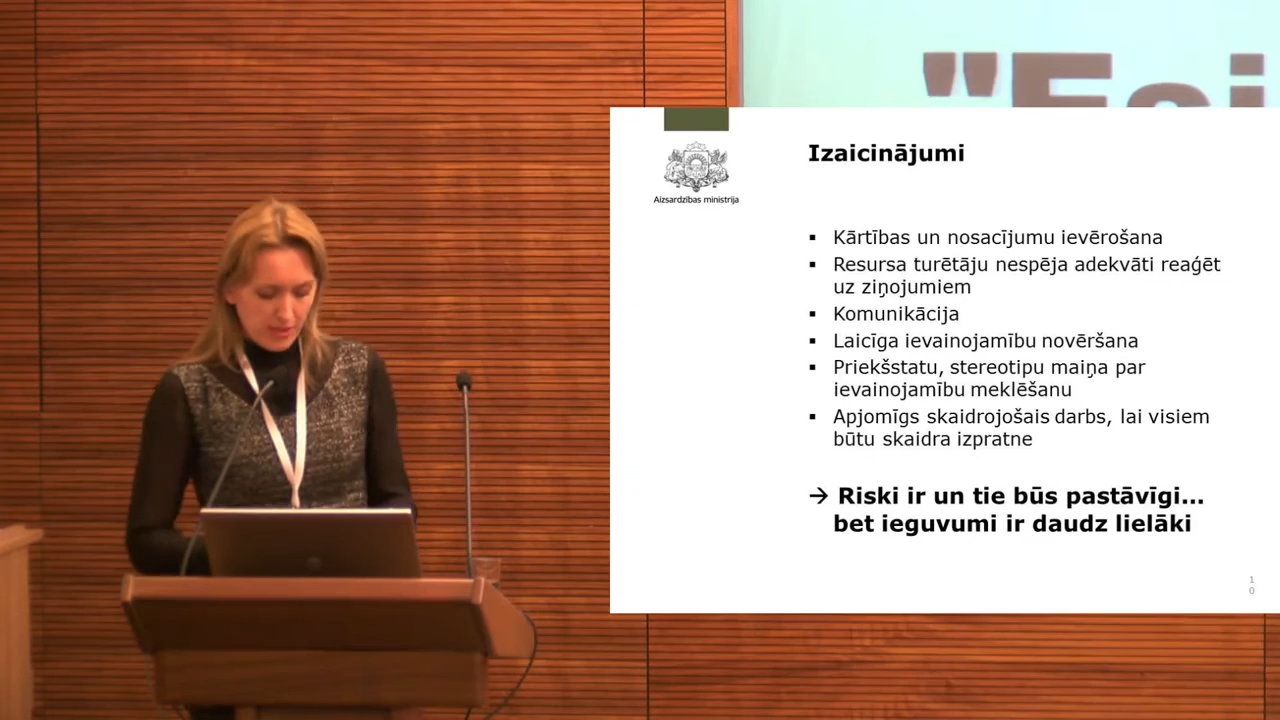 "Esi
Izaicinājumi
Aizsardzības ministrija
Kārtības un nosacījumu ievērošana
Resursa turētāju nespēja adekvāti reaģēt
uz ziņojumiem
Komunikācija
Laicīga ievainojamību novēršana
Priekšstatu, stereotipu maiņa par
ievainojamību meklēšanu
Apjomīgs skaidrojošais darbs, lai visiem
būtu skaidra izpratne
→ Riski ir un tie būs pastāvīgi...
bet ieguvumi ir daudz lielāki
1
0